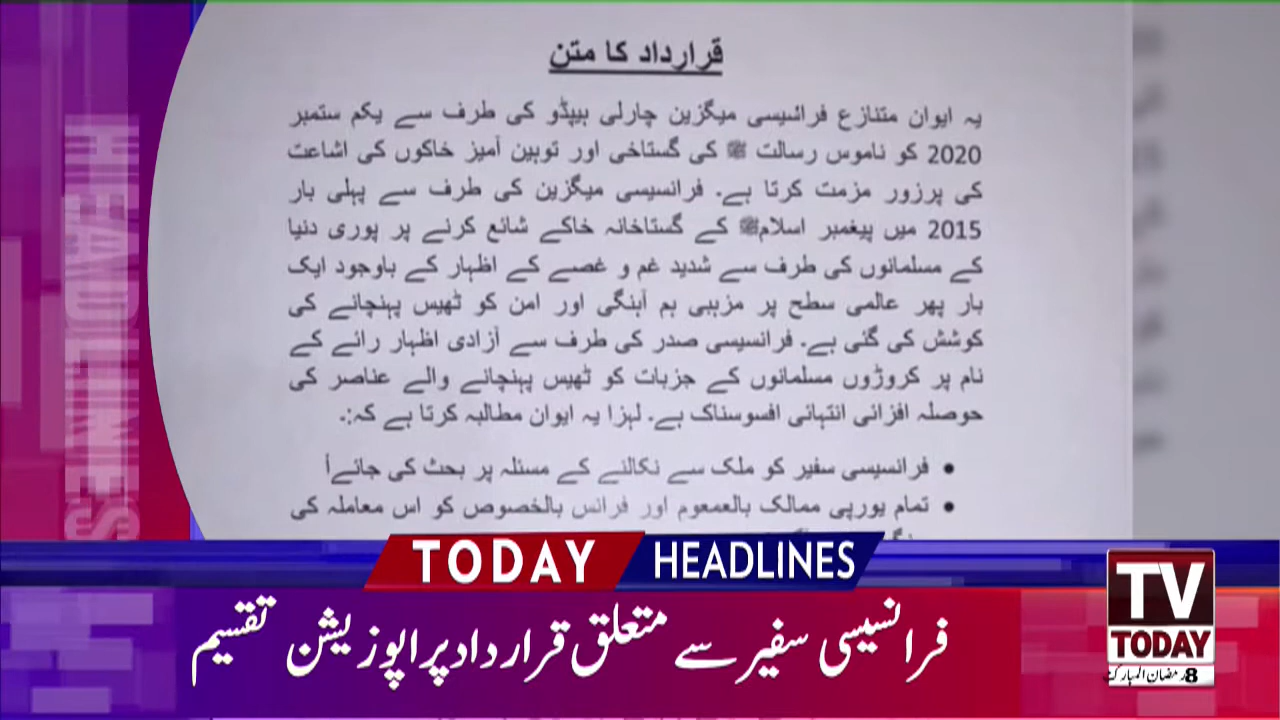 قرارداد کا متن
یہ ایوان متنازع فرانسیسی میگزین چارلی ہیپڈو کی طرف سے یکم ستمبر
2020 کو ناموس رسالت ﷺ کی گستاخی اور توہین آمیز خاکوں کی اشاعت
کی پرزور مزمت کرتا ہے۔ فرانسیسی میگزین کی طرف سے پہلی بار
2015 میں پیغمبر اسلامﷺ کے گستاخانہ خاکے شائع کرنے پر پوری دنیا
کے مسلمانوں کی طرف سے شدید غم و غصے کے اظہار کے باوجود ایک
بار پھر عالمی سطح پر مزہبی ہم آہنگی اور امن کو ٹھیس پہنچانے کی
کوشش کی گئی ہے۔ فرانسیسی صدر کی طرف سے آزادی اظہار رائے کے
نام پر کروڑوں مسلمانوں کے جزبات کو ٹھیس پہنچانے والے عناصر کی
حوصلہ افزائی انتہائی افسوسناک ہے۔ لہزا یہ ایوان مطالبہ کرتا ہے کہ:۔
• فرانسیسی سفیر کو ملک سے نکالنے کے مسئلہ پر بحث کی جائےأ
• تمام یورپی ممالک بالعمعوم اور فرانس بالخصوص کو اس معاملہ کی
HEADLINES
TODAY HEADLINES
فرانسیسی سفیر سے متعلق قرارداد پر اپوزیشن تقسیم
TV
TODAY
8 رمضان المبارک